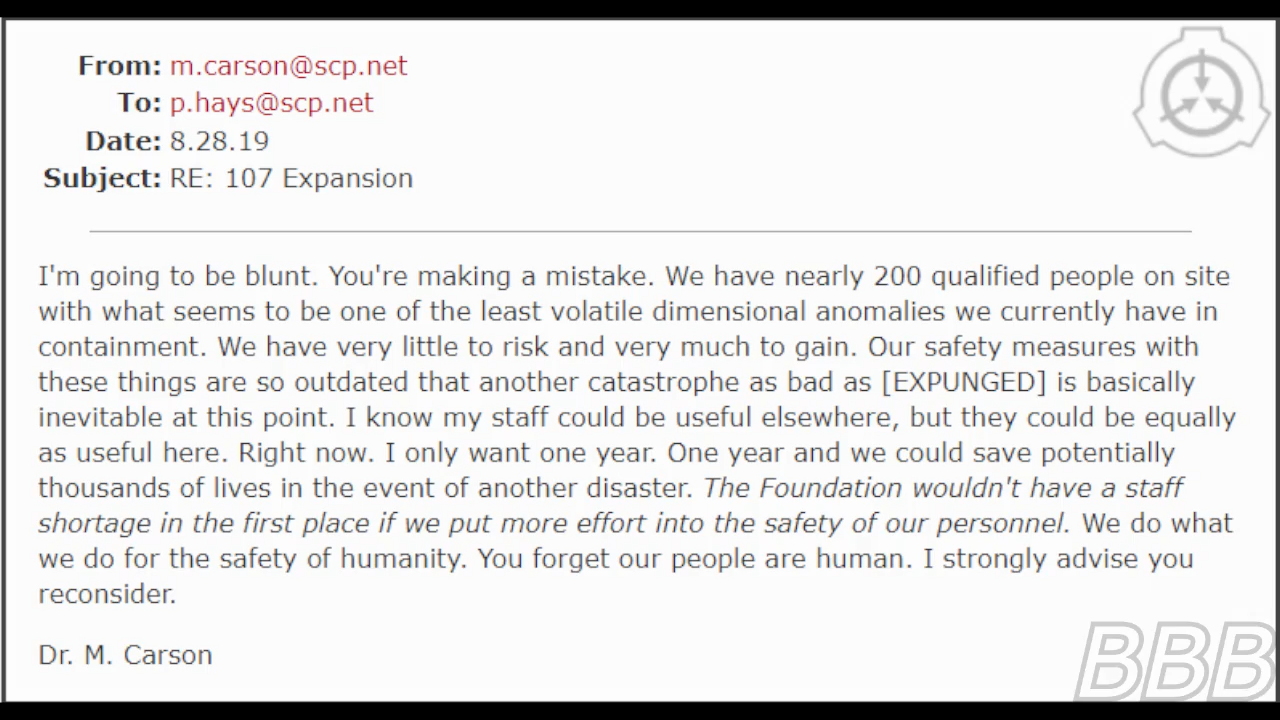 From: m.carson@scp.net
To: p.hays@scp.net
Date: 8.28.19
Subject: RE: 107 Expansion
I'm going to be blunt. You're making a mistake. We have nearly 200 qualified people on site
with what seems to be one of the least volatile dimensional anomalies we currently have in
containment. We have very little to risk and very much to gain. Our safety measures with
these things are so outdated that another catastrophe as bad as [EXPUNGED] is basically
inevitable at this point. I know my staff could be useful elsewhere, but they could be equally
as useful here. Right now. I only want one year. One year and we could save potentially
thousands of lives in the event of another disaster. The Foundation wouldn't have a staff
shortage in the first place if we put more effort into the safety of our personnel. We do what
we do for the safety of humanity. You forget our people are human. I strongly advise you
reconsider.
Dr. M. Carson
BBB